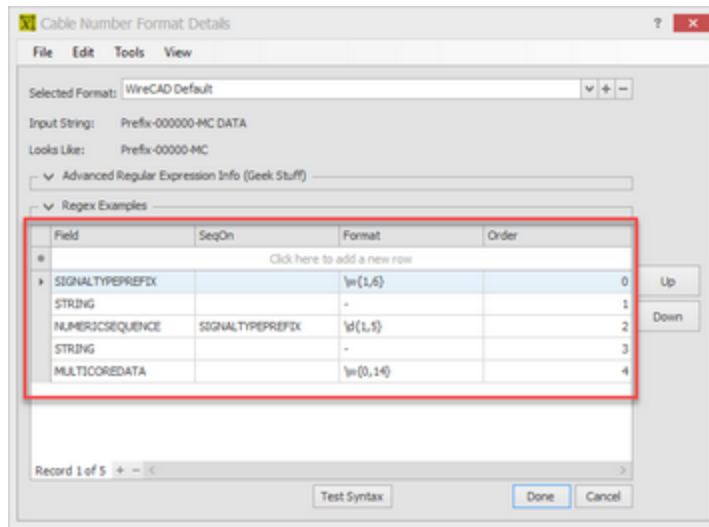 Cable Number Format Details ?
File Edit Tools View
Selected Format: WireCAD Default
Input String: Prefix-000000-MC DATA
Looks Like: Prefix-00000-MC
Advanced Regular Expression Info (Geek Stuff)
Regex Examples
Field SeqOn Format Order
Click here to add a new row
SIGNALTYPEPREFIX \w{1,6} 0
Up
STRING - 1
Down
NUMERICSEQUENCE SIGNALTYPEPREFIX \d{1,5} 2
STRING - 3
MULTICOREDATA \w{0,14} 4
Record 1 of 5
Test Syntax Done Cancel